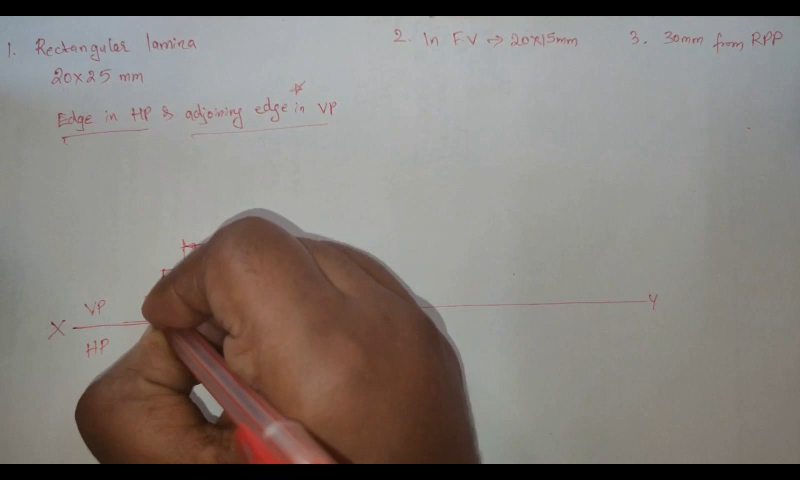 1. Rectangular lamina
20x25 mm
Edge in HP & adjoining edge in VP
2. In F.V → 20x15mm
3. 30mm from RPP
VP
X
HP
Y